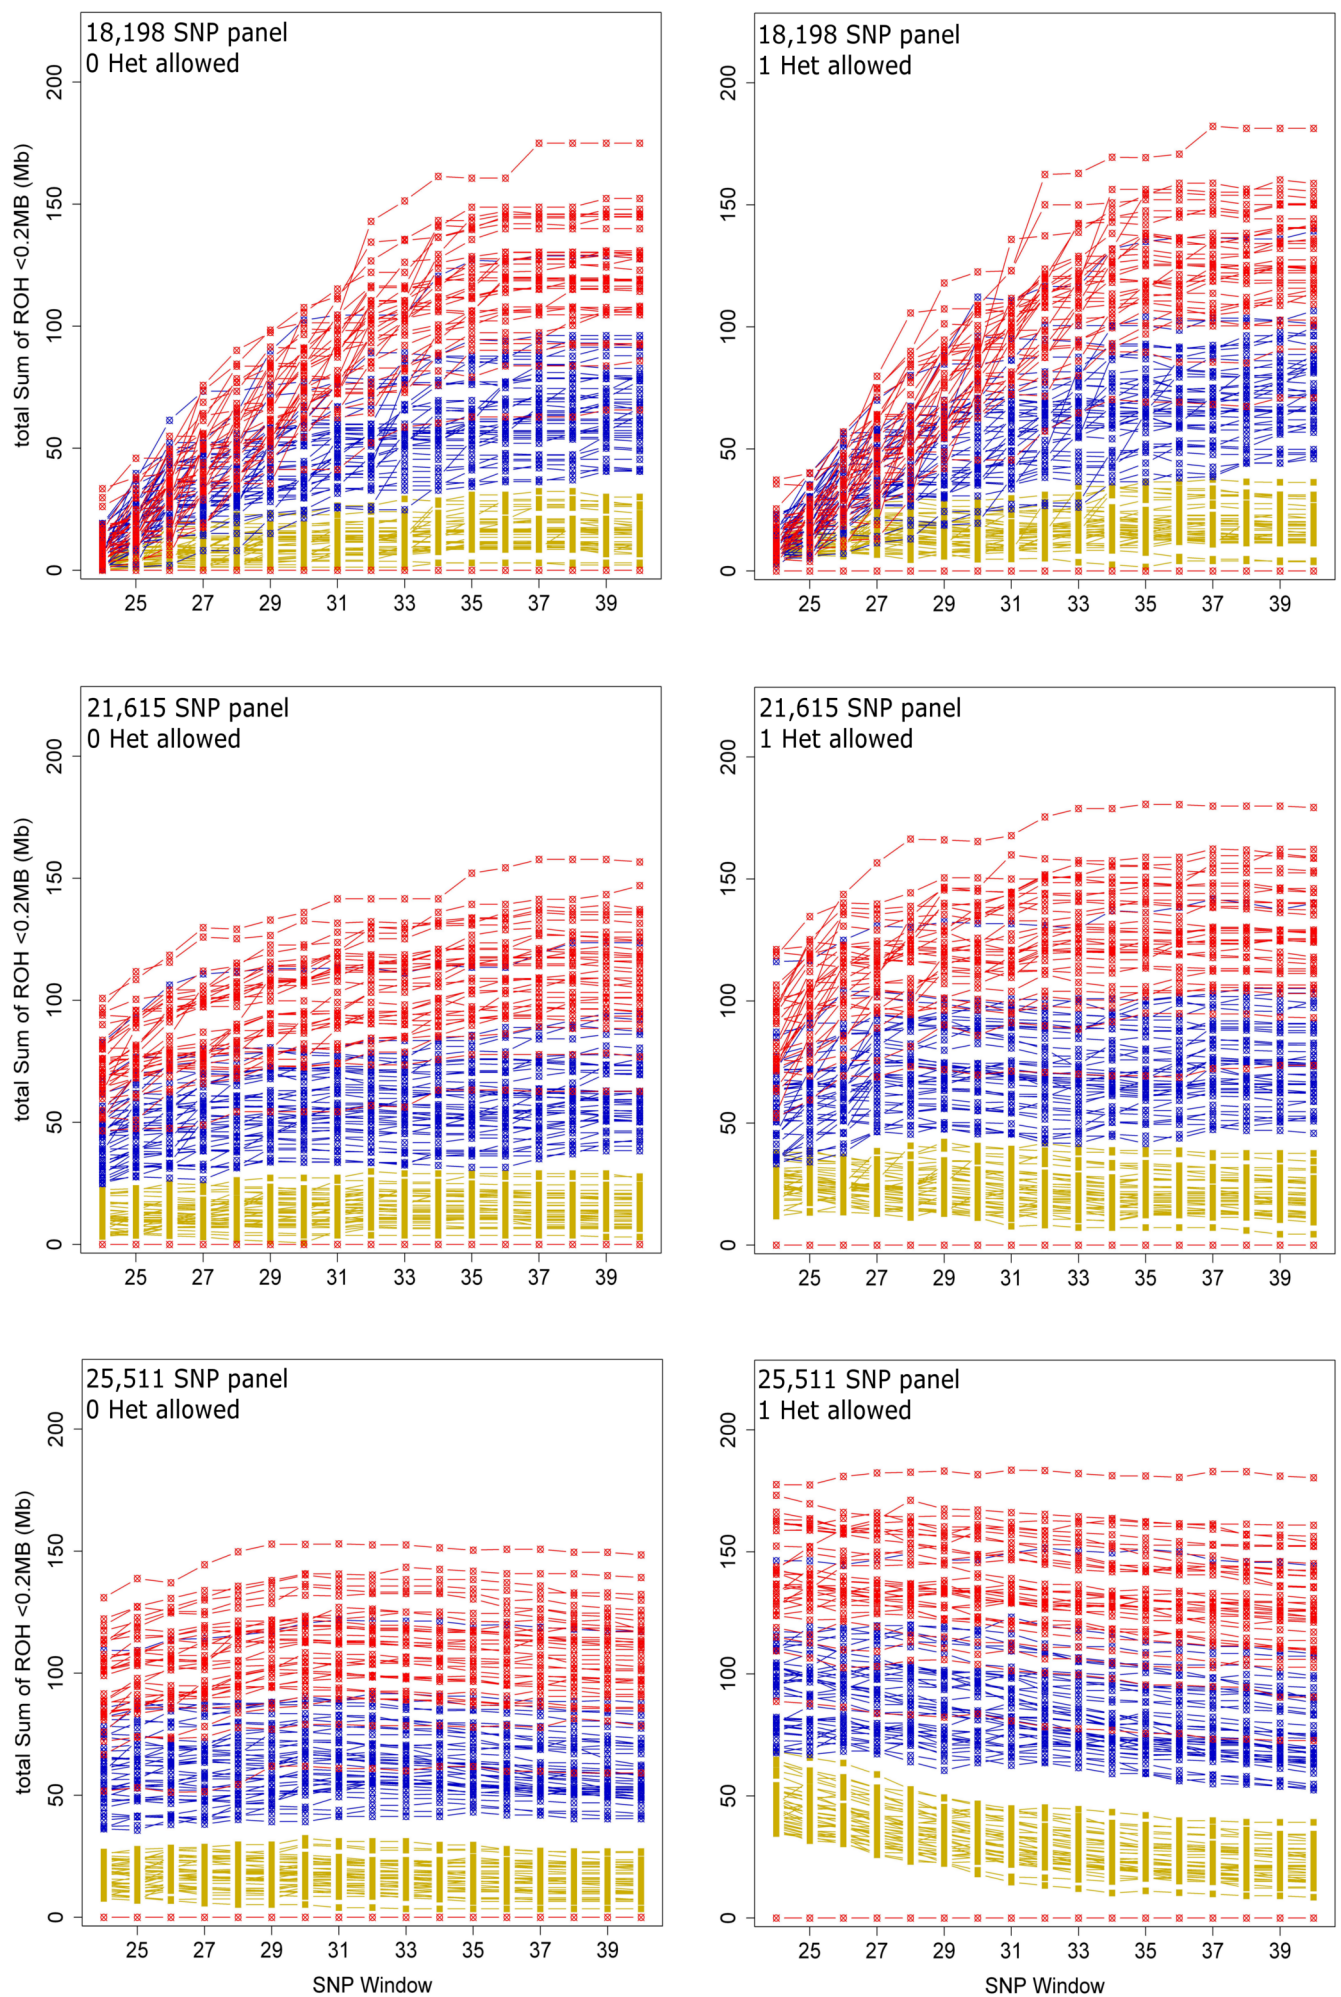 18,198 SNP panel
0 Het allowed
total Sum of ROH <0.2MB (Mb)
0 50 100 150 200
25 27 29 31 33 35 37 39
18,198 SNP panel
1 Het allowed
0 50 100 150 200
25 27 29 31 33 35 37 39
21,615 SNP panel
0 Het allowed
total Sum of ROH <0.2MB (Mb)
0 50 100 150 200
25 27 29 31 33 35 37 39
21,615 SNP panel
1 Het allowed
0 50 100 150 200
25 27 29 31 33 35 37 39
25,511 SNP panel
0 Het allowed
total Sum of ROH <0.2MB (Mb)
0 50 100 150 200
25 27 29 31 33 35 37 39
SNP Window
25,511 SNP panel
1 Het allowed
0 50 100 150 200
25 27 29 31 33 35 37 39
SNP Window